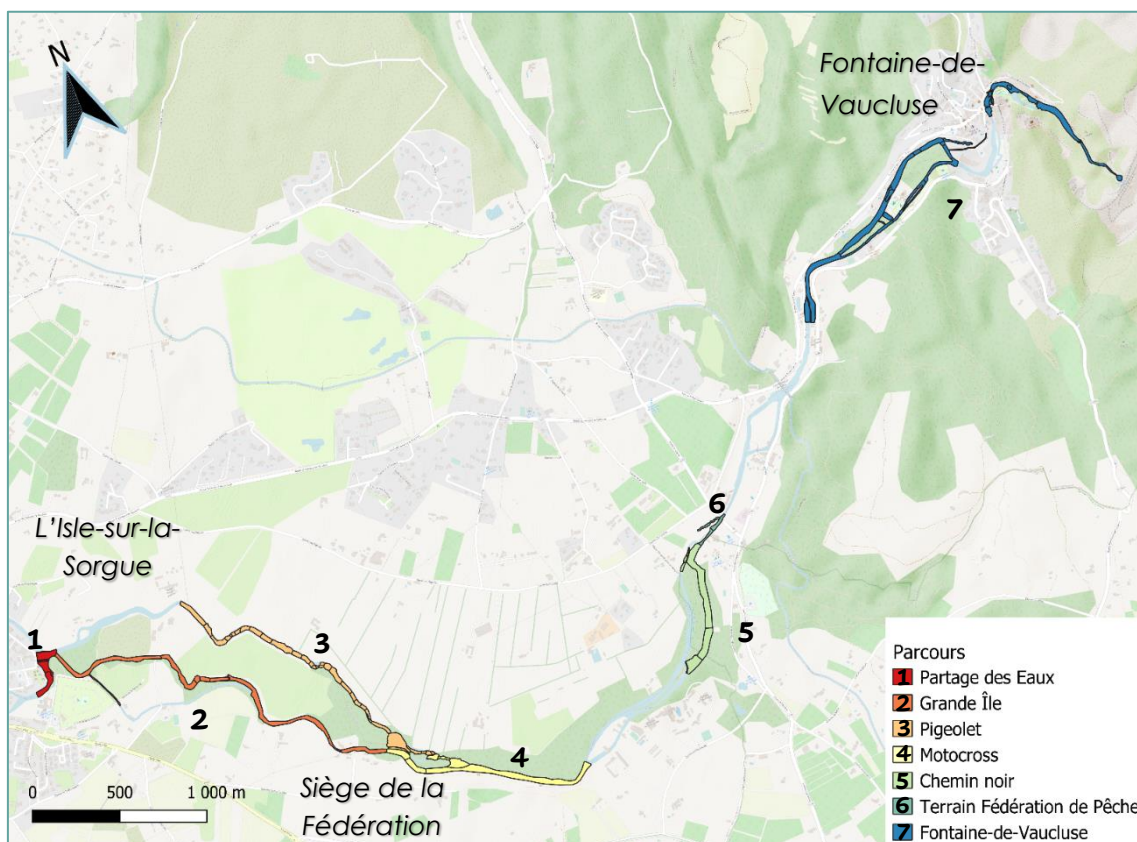 N
Fontaine-de-
Vaucluse
7
6
L'Isle-sur-la-
Sorgue
1
3
5
2
4
Siège de la
Fédération
0 500 1 000 m
Parcours
1 Partage des Eaux
2 Grande Île
3 Pigeolet
4 Motocross
5 Chemin noir
6 Terrain Fédération de Pêche
7 Fontaine-de-Vaucluse